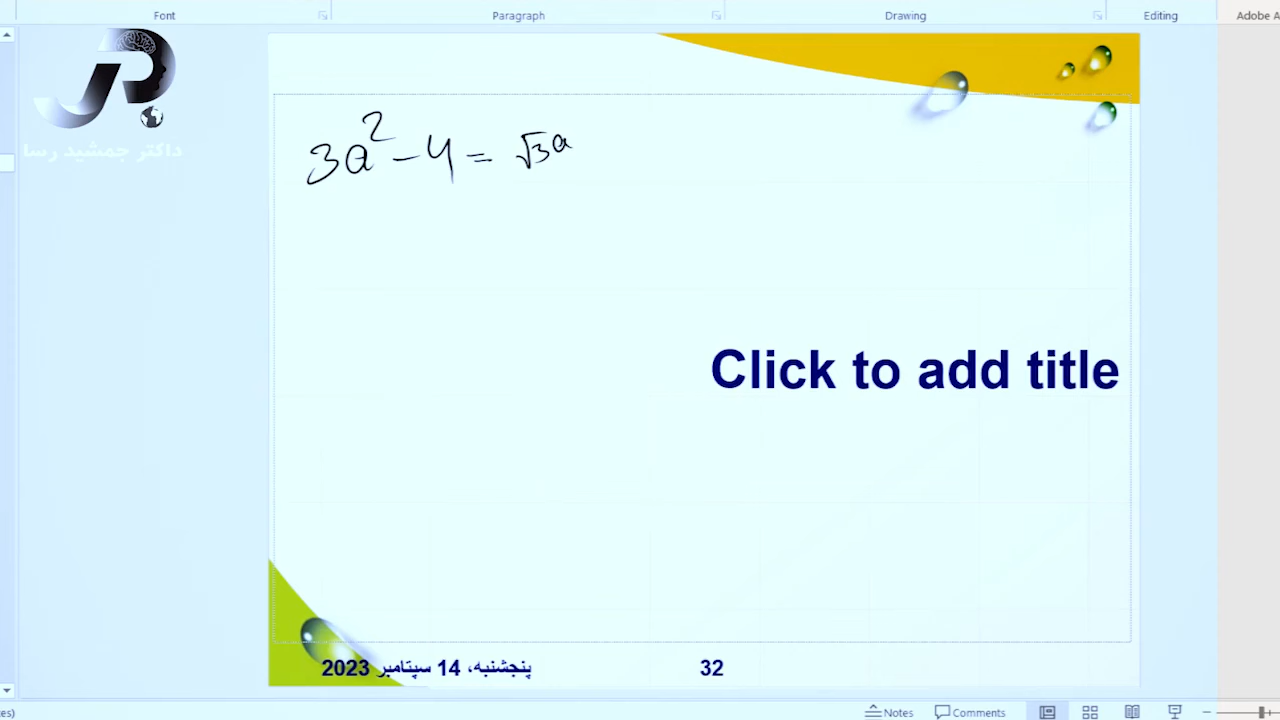 Font Paragraph Drawing Editing Adobe A
داکتر جمشید رسا
3a² - 4 = √3a
Click to add title
پنجشنبه، 14 سپتامبر 2023
32
es) Notes Comments